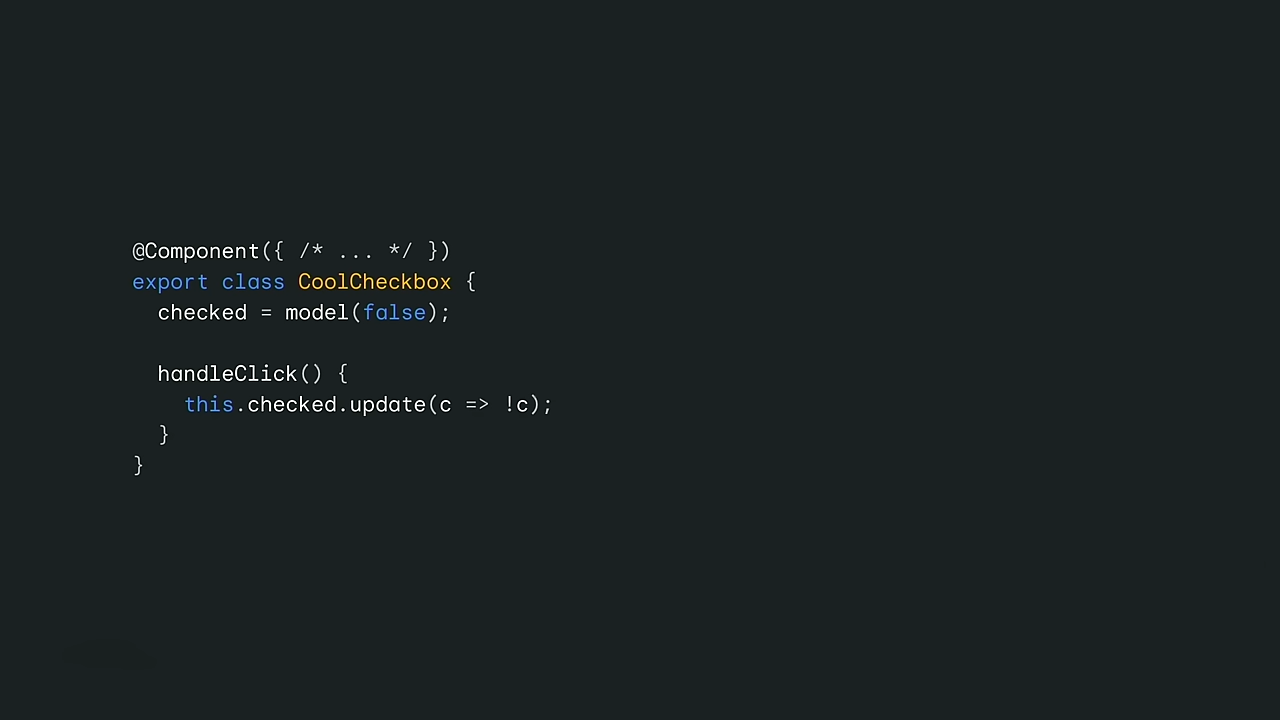 @Component({ /* ... */ })
export class CoolCheckbox {
  checked = model(false);

  handleClick() {
    this.checked.update(c => !c);
  }
}